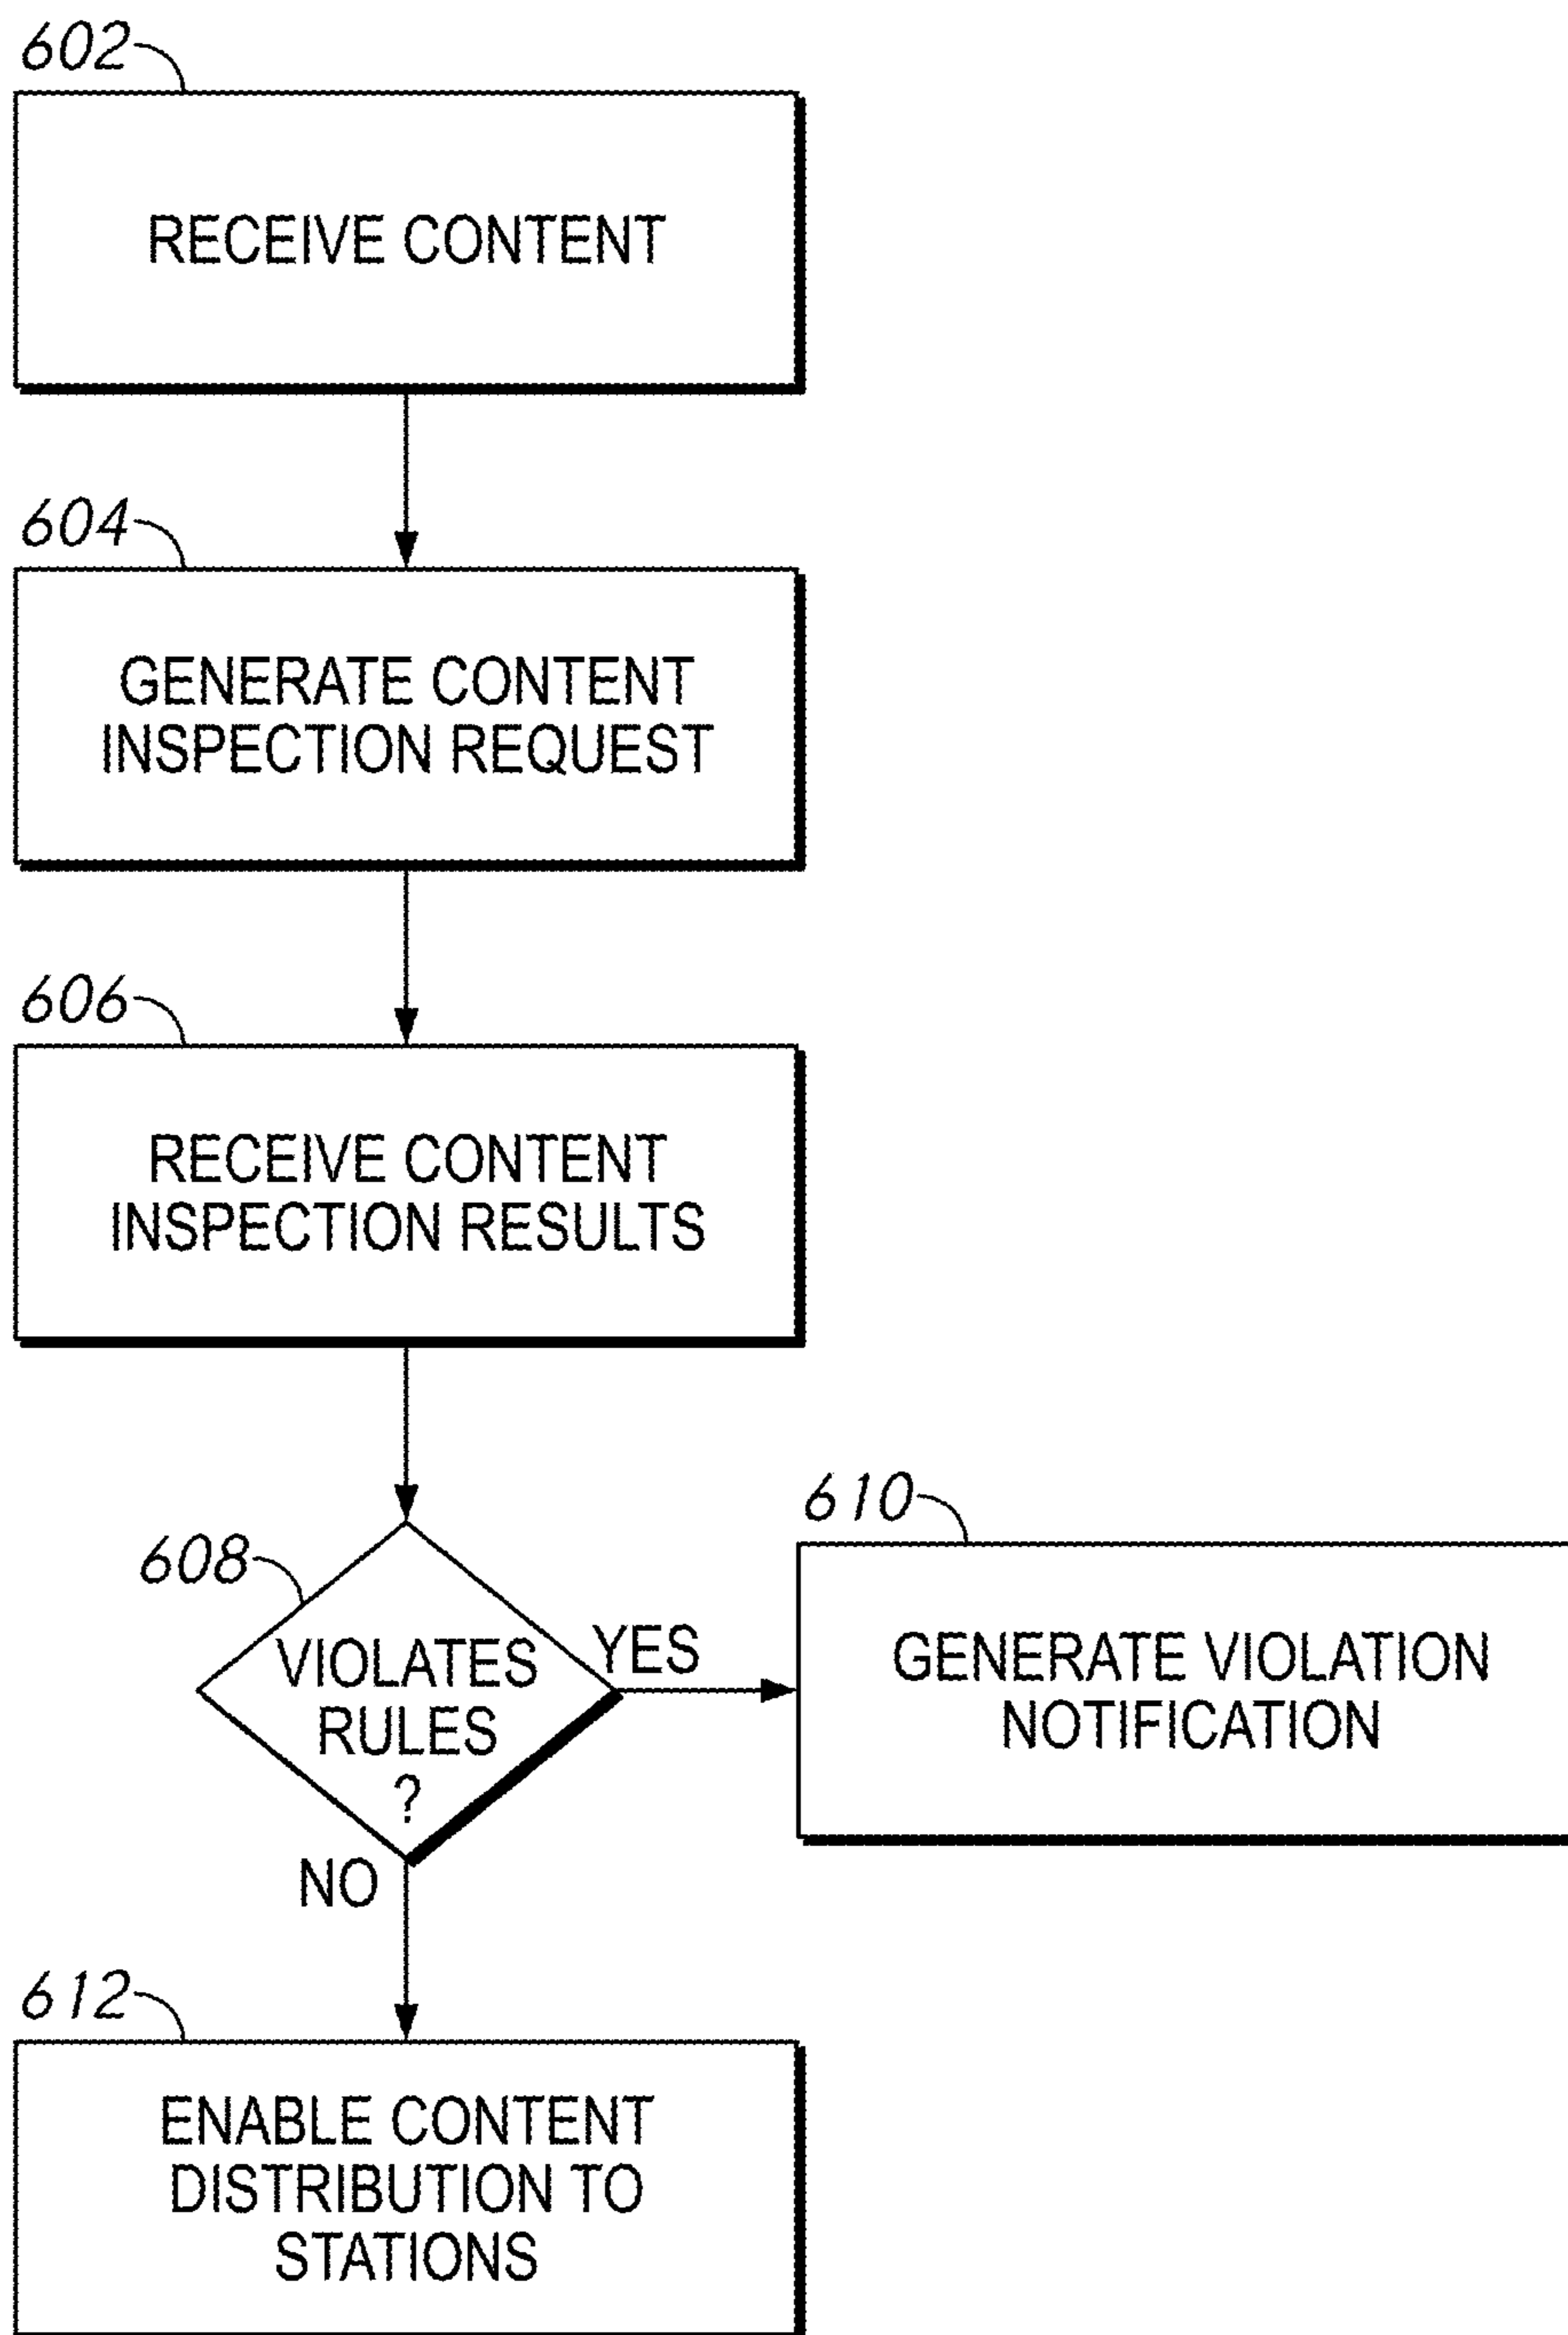 602
RECEIVE CONTENT
604
GENERATE CONTENT
INSPECTION REQUEST
606
RECEIVE CONTENT
INSPECTION RESULTS
608
VIOLATES
RULES
?
YES
610
GENERATE VIOLATION
NOTIFICATION
NO
612
ENABLE CONTENT
DISTRIBUTION TO
STATIONS